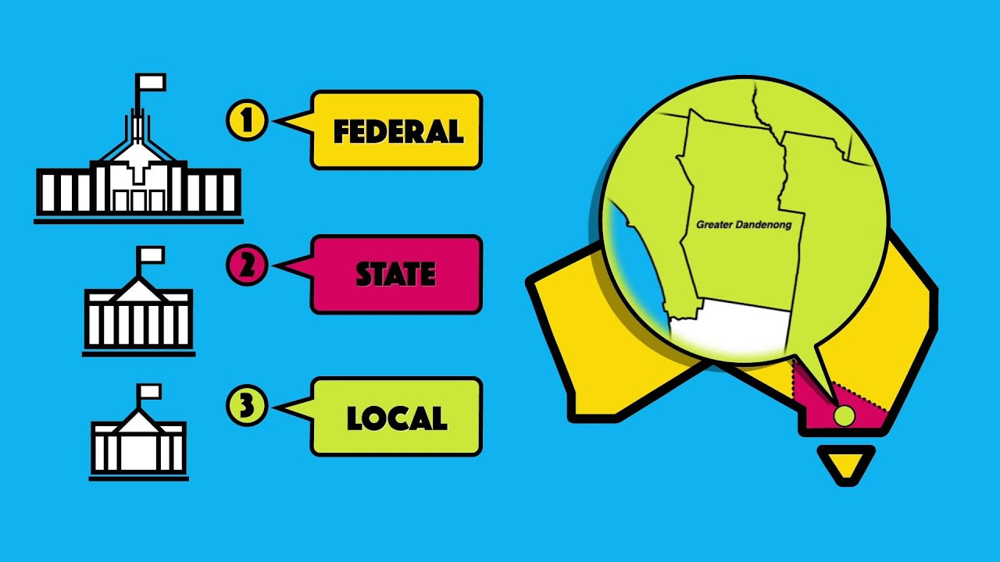 1
FEDERAL
2
STATE
3
LOCAL
Greater Dandenong